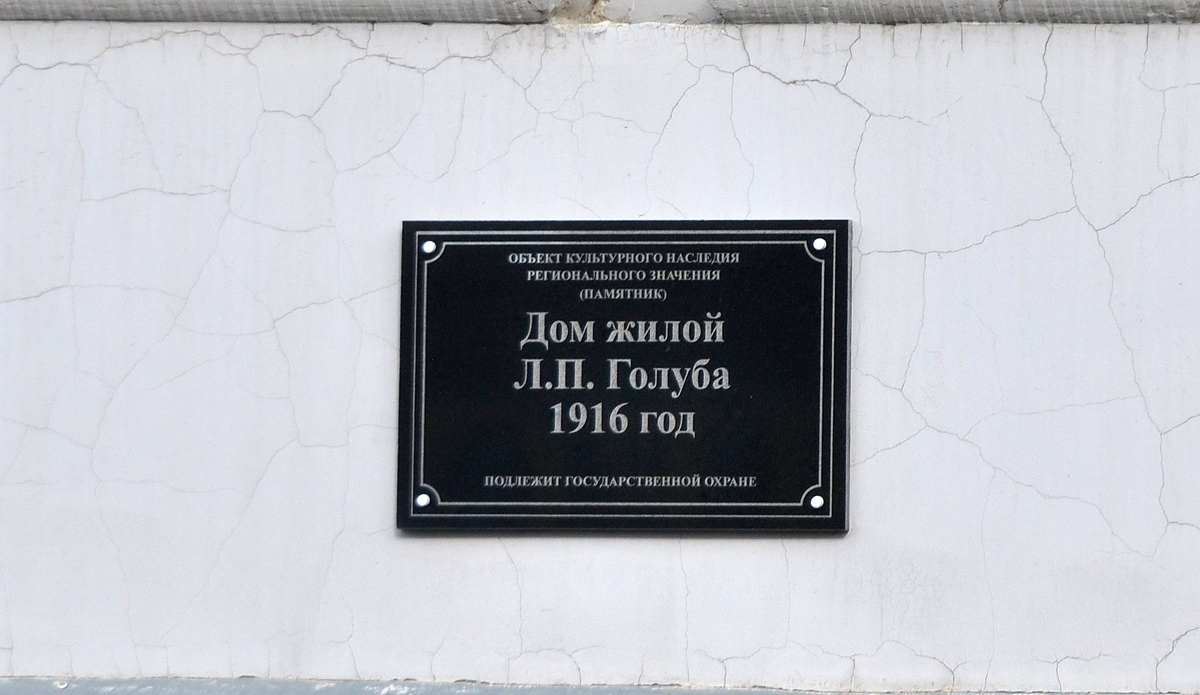 ОБЪЕКТ КУЛЬТУРНОГО НАСЛЕДИЯ
РЕГИОНАЛЬНОГО ЗНАЧЕНИЯ
(ПАМЯТНИК)
Дом жилой
Л.П. Голуба
1916 год
ПОДЛЕЖИТ ГОСУДАРСТВЕННОЙ ОХРАНЕ